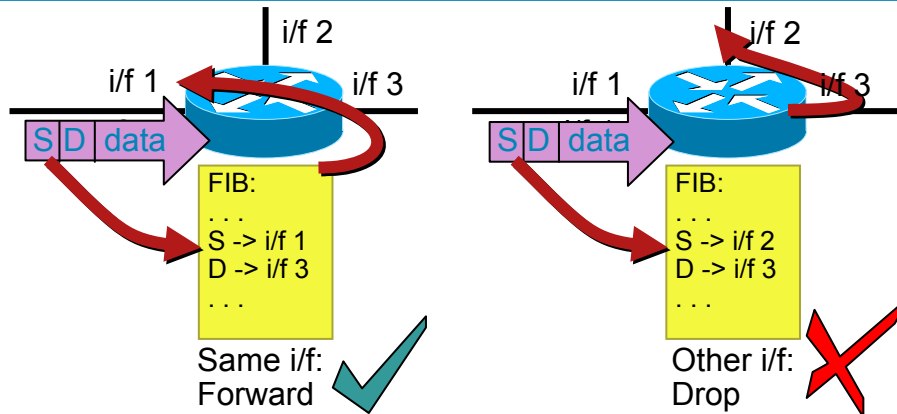 i/f 2
i/f 1
i/f 3
S D data
FIB:
. . .
S -> i/f 1
D -> i/f 3
. . .
Same i/f:
Forward
i/f 2
i/f 1
i/f 3
S D data
FIB:
. . .
S -> i/f 2
D -> i/f 3
. . .
Other i/f:
Drop